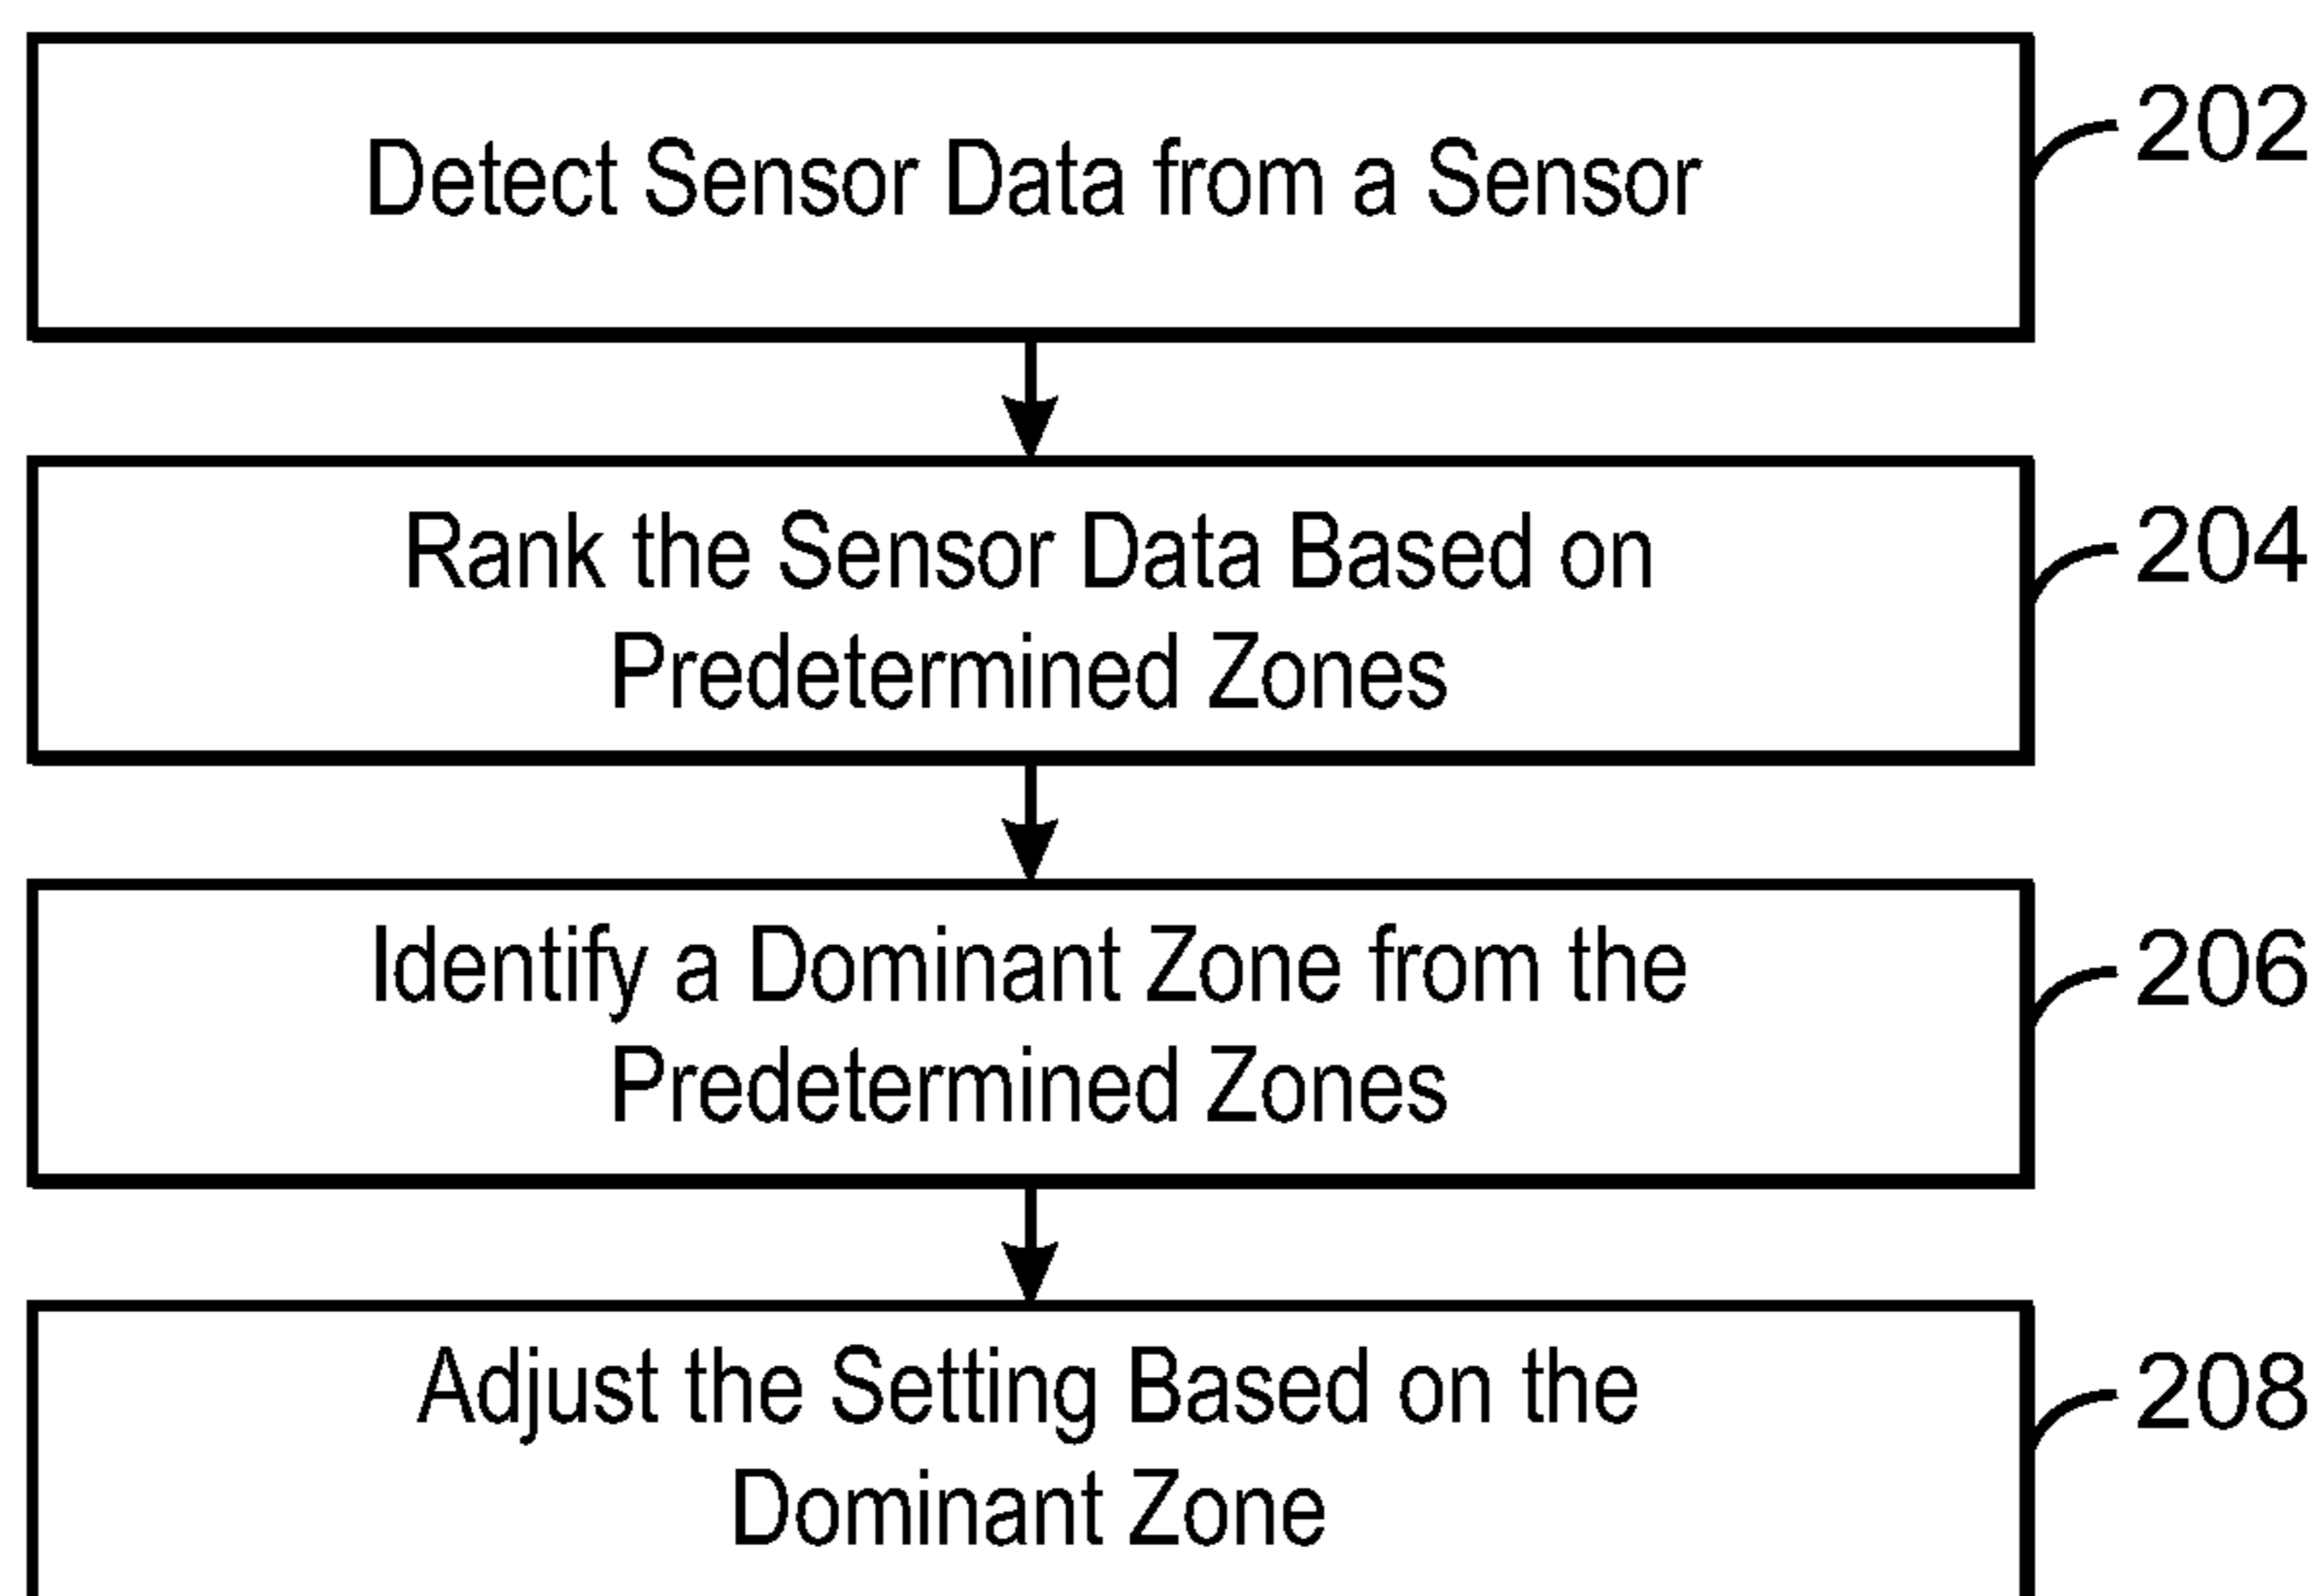 Detect Sensor Data from a Sensor
202
Rank the Sensor Data Based on
Predetermined Zones
204
Identify a Dominant Zone from the
Predetermined Zones
206
Adjust the Setting Based on the
Dominant Zone
208